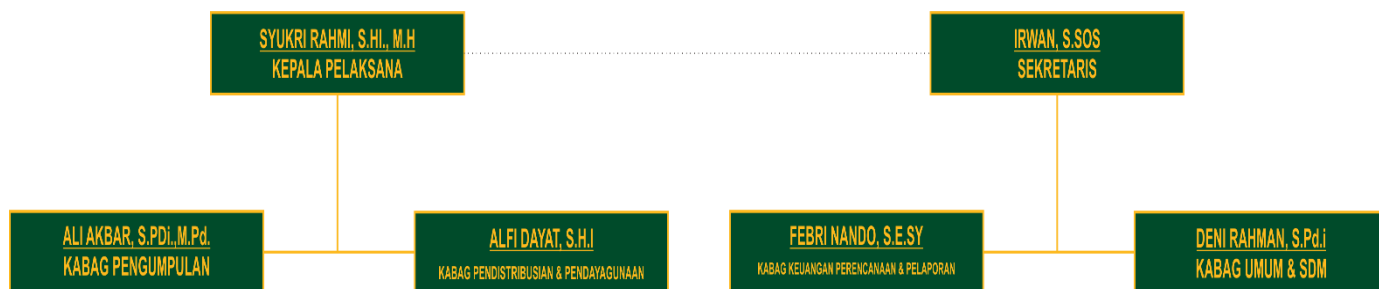 SYUKRI RAHMI, S.HI., M.H
KEPALA PELAKSANA
IRWAN, S.SOS
SEKRETARIS
ALI AKBAR, S.PDi.,M.Pd.
KABAG PENGUMPULAN
ALFI DAYAT, S.H.I
KABAG PENDISTRIBUSIAN & PENDAYAGUNAAN
FEBRI NANDO, S.E.SY
KABAG KEUANGAN PERENCANAAN & PELAPORAN
DENI RAHMAN, S.Pd.i
KABAG UMUM & SDM